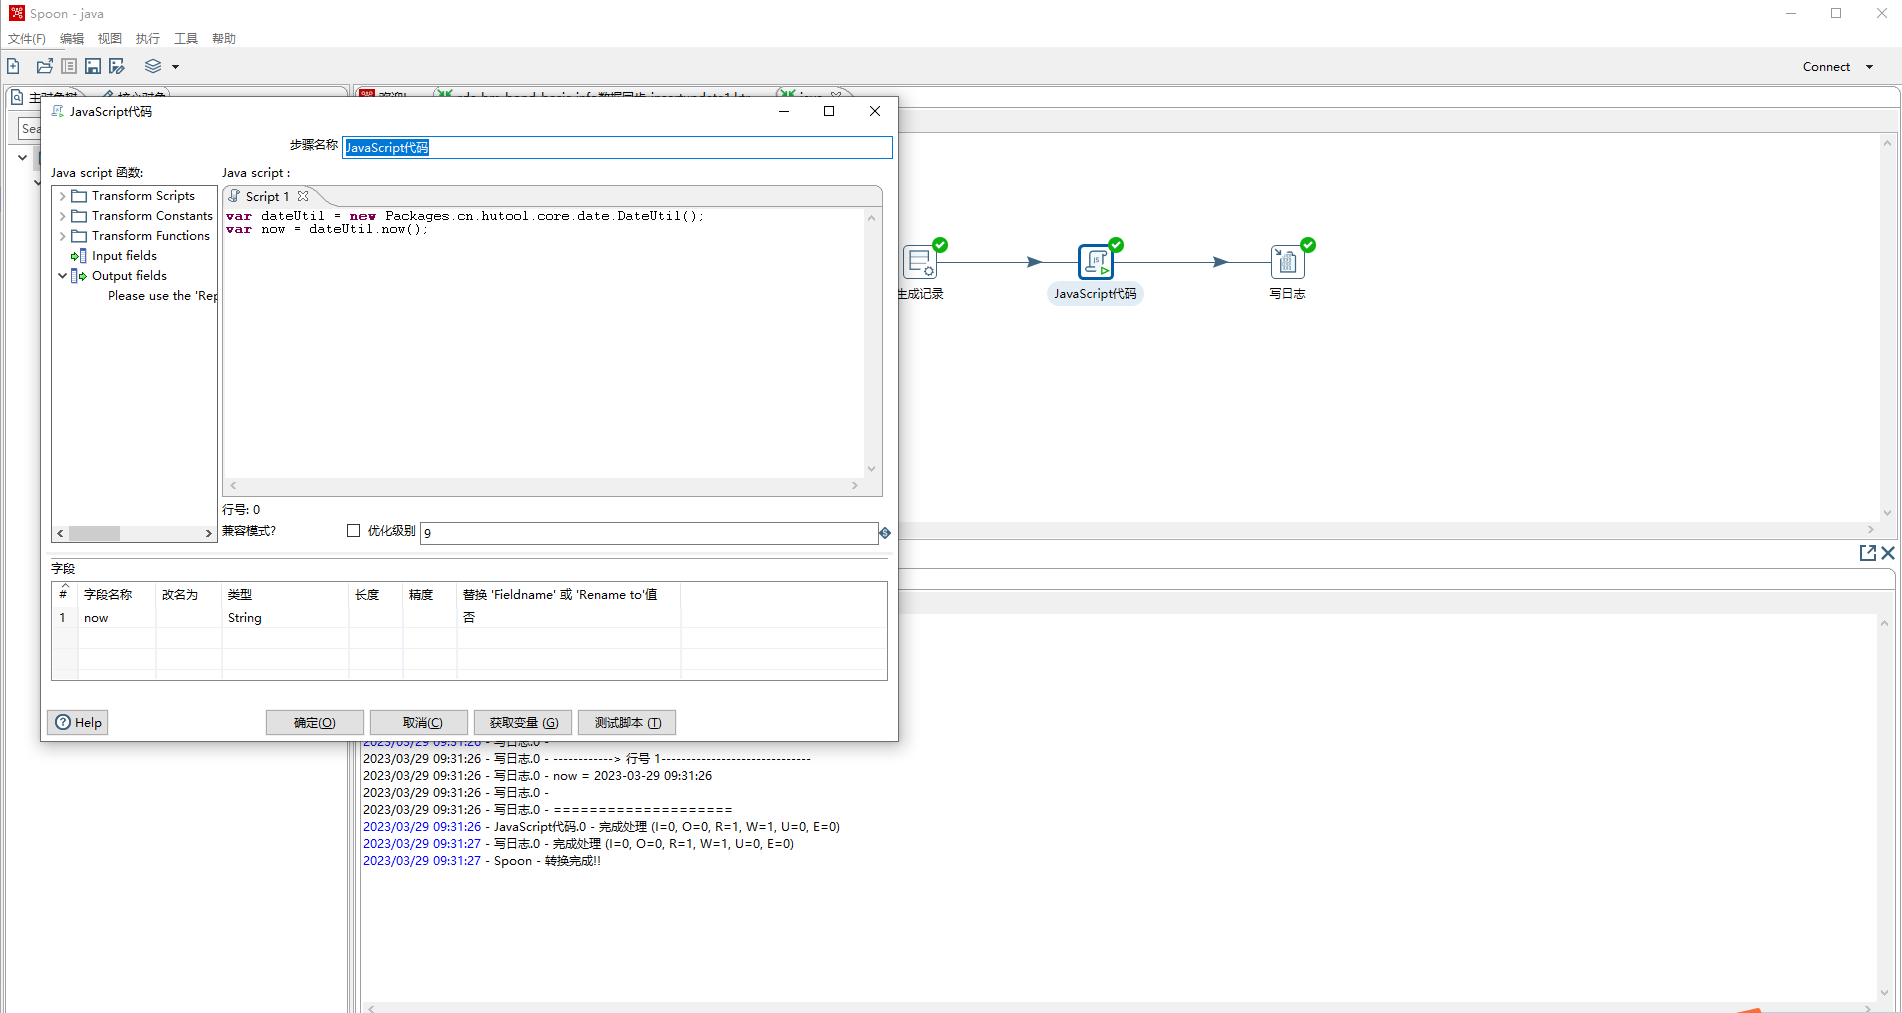 Spoon - java
文件(F) 编辑 视图 执行 工具 帮助
Connect
JavaScript代码
步骤名称 JavaScript代码
Java script 函数:
Java script :
Transform Scripts
Transform Constants
Transform Functions
Input fields
Output fields
Please use the 'Rep
Script 1
var dateUtil = new Packages.cn.hutool.core.date.DateUtil();
var now = dateUtil.now();
行号: 0
兼容模式?
优化级别
9
字段
# 字段名称 改名为 类型 长度 精度 替换 'Fieldname' 或 'Rename to'值
1 now String 否
Help
确定(O) 取消(C) 获取变量 (G) 测试脚本 (T)
生成记录
JavaScript代码
写日志
2023/03/29 09:31:26 - 写日志.0 -
2023/03/29 09:31:26 - 写日志.0 - ------------> 行号 1------------------------------
2023/03/29 09:31:26 - 写日志.0 - now = 2023-03-29 09:31:26
2023/03/29 09:31:26 - 写日志.0 -
2023/03/29 09:31:26 - 写日志.0 - ====================
2023/03/29 09:31:26 - JavaScript代码.0 - 完成处理 (I=0, O=0, R=1, W=1, U=0, E=0)
2023/03/29 09:31:27 - 写日志.0 - 完成处理 (I=0, O=0, R=1, W=1, U=0, E=0)
2023/03/29 09:31:27 - Spoon - 转换完成!!